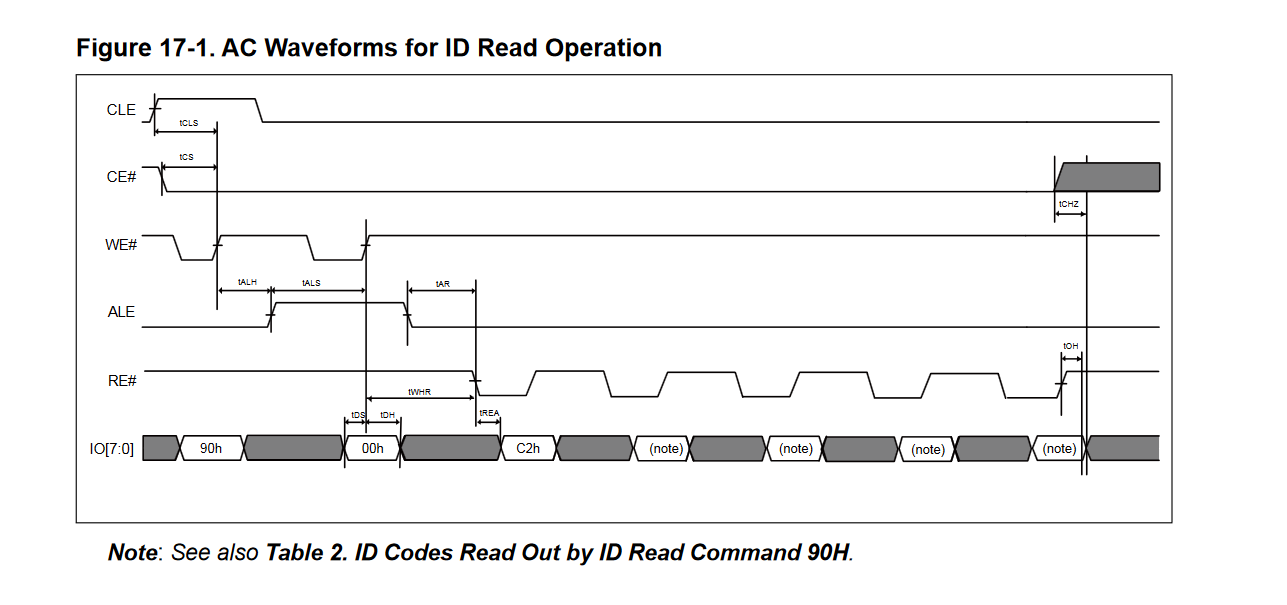 Figure 17-1. AC Waveforms for ID Read Operation
CLE
tCLS
tCS
CE#
tCHZ
WE#
tALH tALS tAR
ALE
tOH
RE#
tWHR
tDS tDH tREA
IO[7:0] 90h 00h C2h (note) (note) (note) (note)
Note: See also Table 2. ID Codes Read Out by ID Read Command 90H.